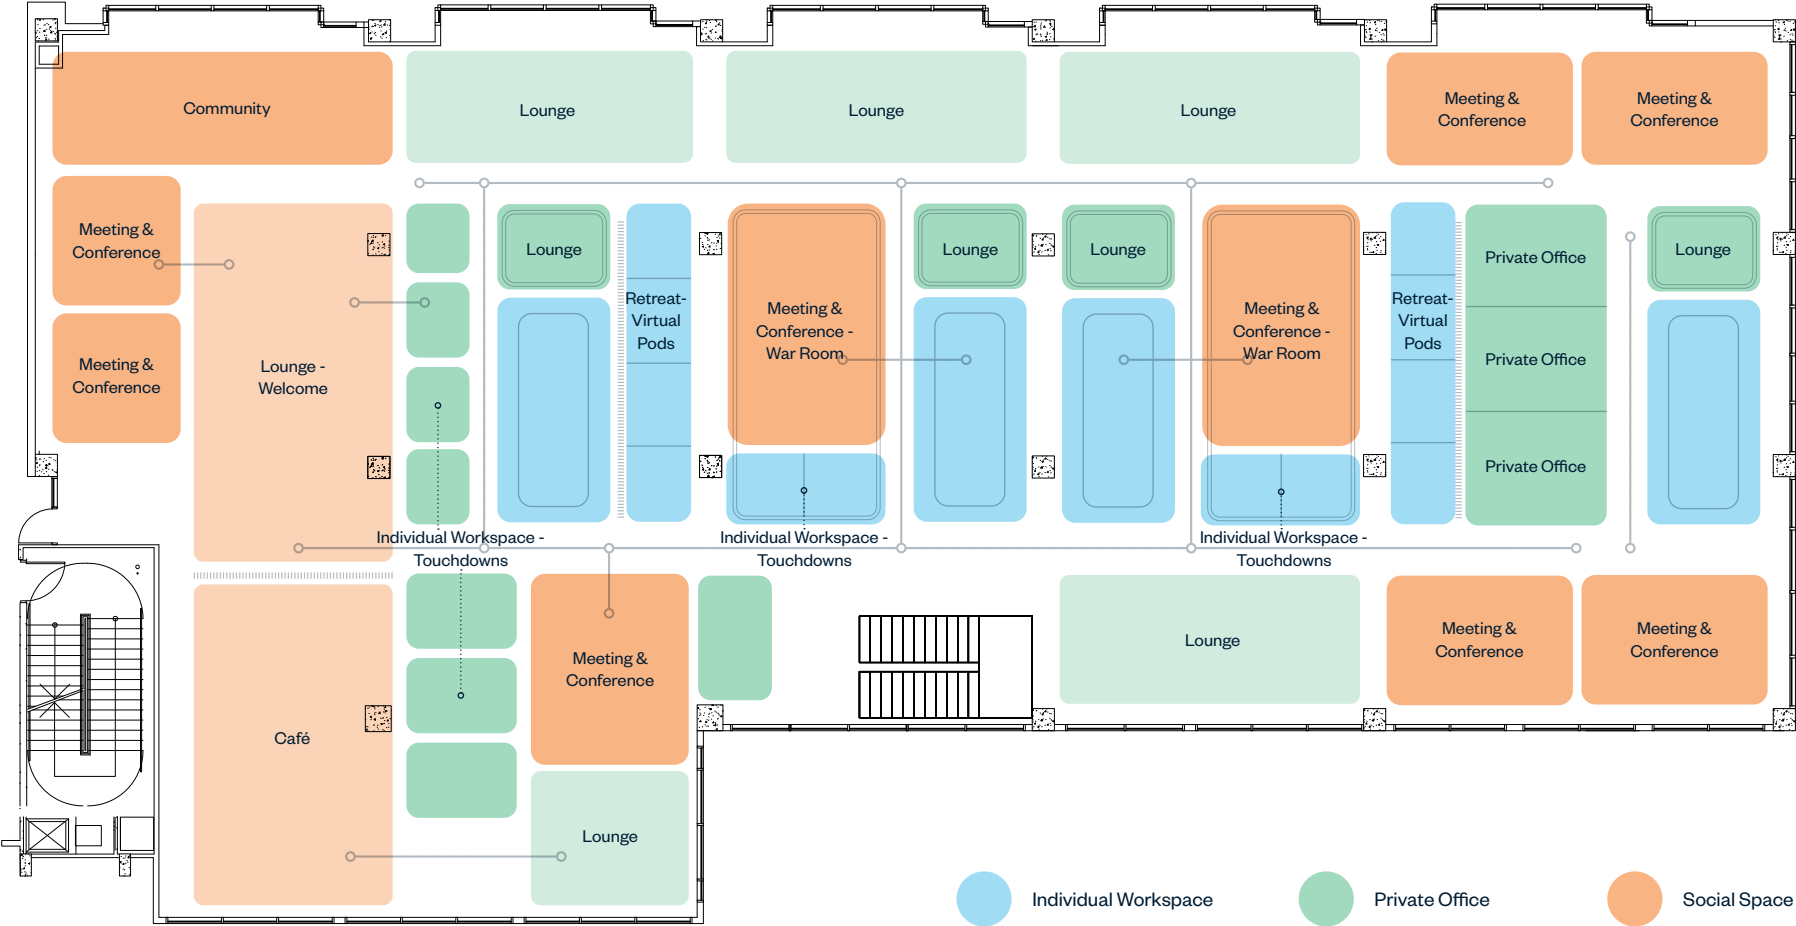 Community
Lounge
Lounge
Lounge
Meeting &
Conference
Meeting &
Conference
Meeting &
Conference
Meeting &
Conference
Lounge -
Welcome
Lounge
Retreat-
Virtual
Pods
Meeting &
Conference -
War Room
Lounge
Lounge
Meeting &
Conference -
War Room
Retreat-
Virtual
Pods
Private Office
Private Office
Private Office
Lounge
Individual Workspace -
Touchdowns
Individual Workspace -
Touchdowns
Individual Workspace -
Touchdowns
Café
Meeting &
Conference
Lounge
Lounge
Meeting &
Conference
Meeting &
Conference
Individual Workspace
Private Office
Social Space